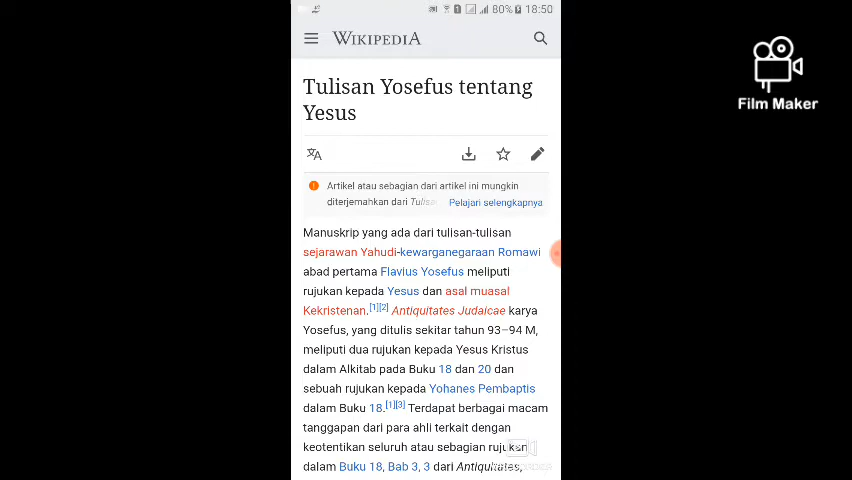 80% 18:50
WIKIPEDIA
Tulisan Yosefus tentang
Yesus
Artikel atau sebagian dari artikel ini mungkin
diterjemahkan dari Tulisa Pelajari selengkapnya
Manuskrip yang ada dari tulisan-tulisan
sejarawan Yahudi-kewarganegaraan Romawi
abad pertama Flavius Yosefus meliputi
rujukan kepada Yesus dan asal muasal
Kekristenan.[1][2] Antiquitates Judaicae karya
Yosefus, yang ditulis sekitar tahun 93–94 M,
meliputi dua rujukan kepada Yesus Kristus
dalam Alkitab pada Buku 18 dan 20 dan
sebuah rujukan kepada Yohanes Pembaptis
dalam Buku 18.[1][3] Terdapat berbagai macam
tanggapan dari para ahli terkait dengan
keotentikan seluruh atau sebagian rujukan
dalam Buku 18, Bab 3, 3 dari Antiquitates,
Film Maker